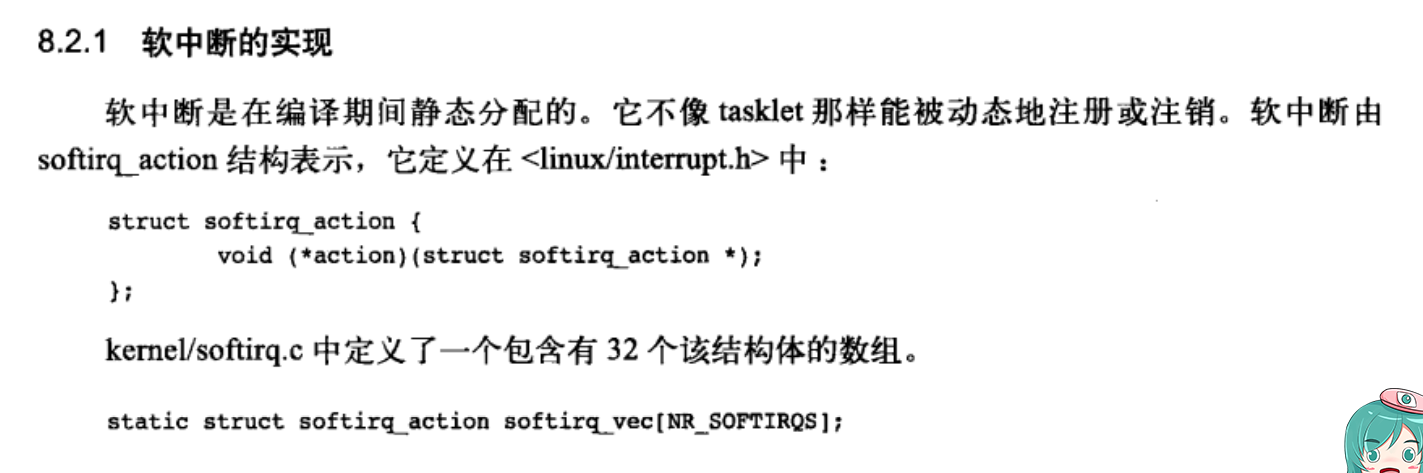 8.2.1 软中断的实现
软中断是在编译期间静态分配的。它不像 tasklet 那样能被动态地注册或注销。软中断由
softirq_action 结构表示，它定义在 <linux/interrupt.h> 中：
struct softirq_action {
void (*action)(struct softirq_action *);
};
kernel/softirq.c 中定义了一个包含有 32 个该结构体的数组。
static struct softirq_action softirq_vec[NR_SOFTIRQS];